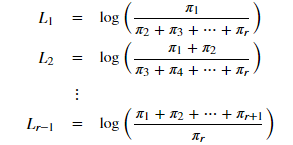 L₁ = log ( π₁ / (π₂ + π₃ + ⋯ + πᵣ) )
L₂ = log ( (π₁ + π₂) / (π₃ + π₄ + ⋯ + πᵣ) )
⋮
Lᵣ₋₁ = log ( (π₁ + π₂ + ⋯ + πᵣ₊₁) / πᵣ )